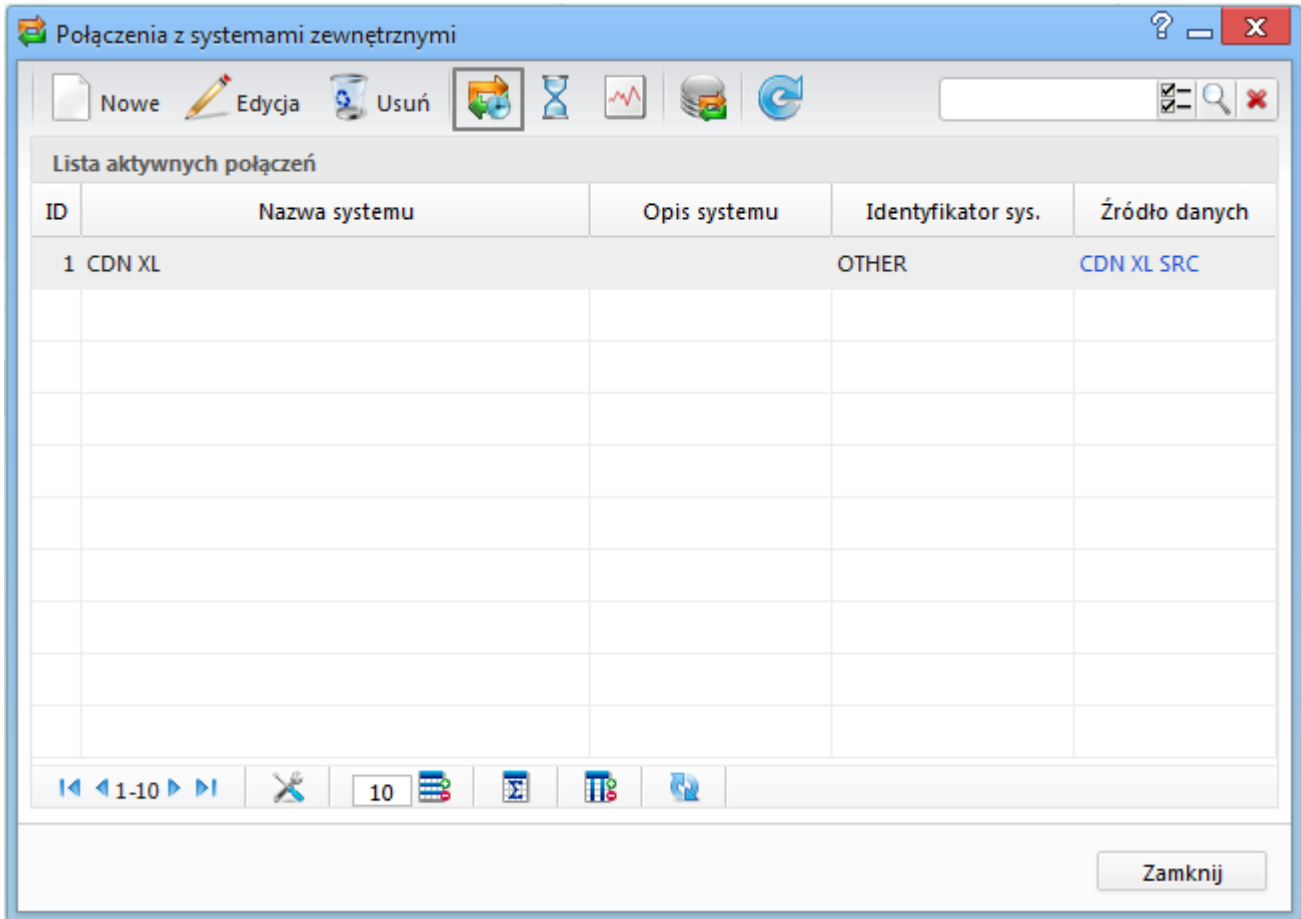 Połączenia z systemami zewnętrznymi
Nowe Edycja Usuń
Lista aktywnych połączeń
ID Nazwa systemu Opis systemu Identyfikator sys. Źródło danych
1 CDN XL OTHER CDN XL SRC
1-10 10
Zamknij